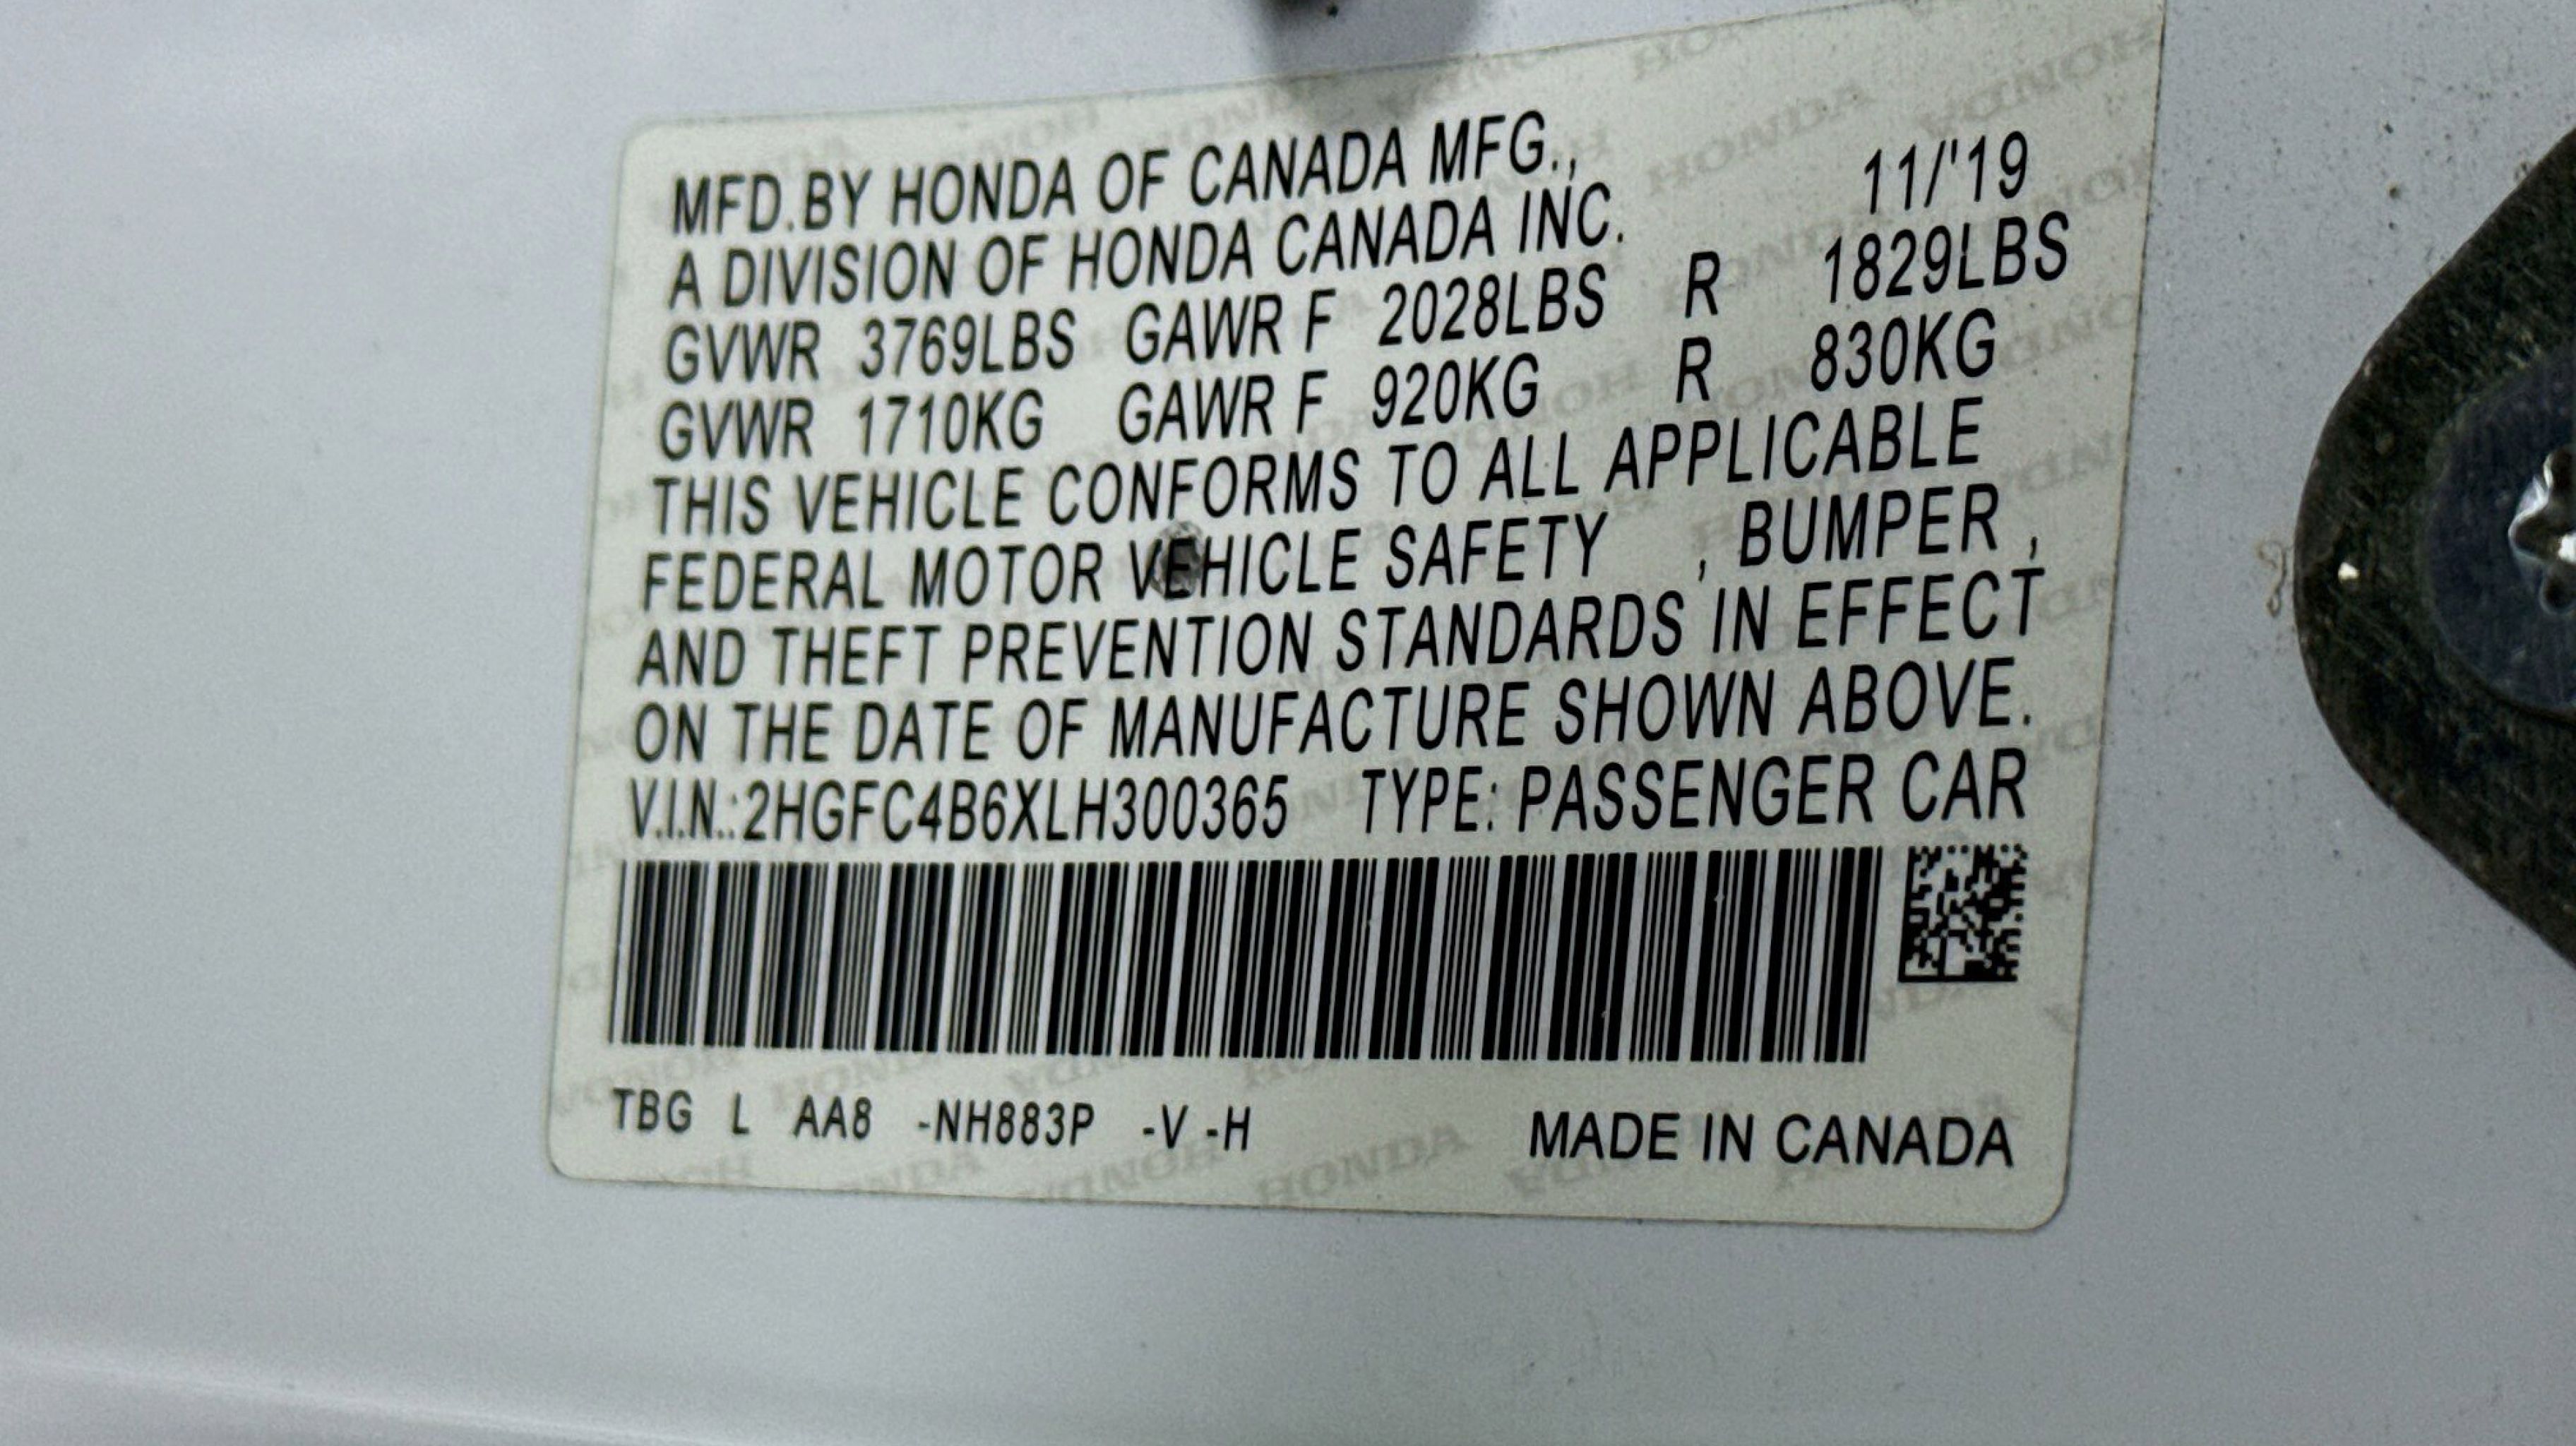 MFD.BY HONDA OF CANADA MFG.,
A DIVISION OF HONDA CANADA INC. 11/'19
GVWR 3769LBS GAWR F 2028LBS R 1829LBS
GVWR 1710KG GAWR F 920KG R 830KG
THIS VEHICLE CONFORMS TO ALL APPLICABLE
FEDERAL MOTOR VEHICLE SAFETY , BUMPER ,
AND THEFT PREVENTION STANDARDS IN EFFECT
ON THE DATE OF MANUFACTURE SHOWN ABOVE.
V.I.N.:2HGFC4B6XLH300365 TYPE: PASSENGER CAR
TBG L AA8 -NH883P -V -H MADE IN CANADA